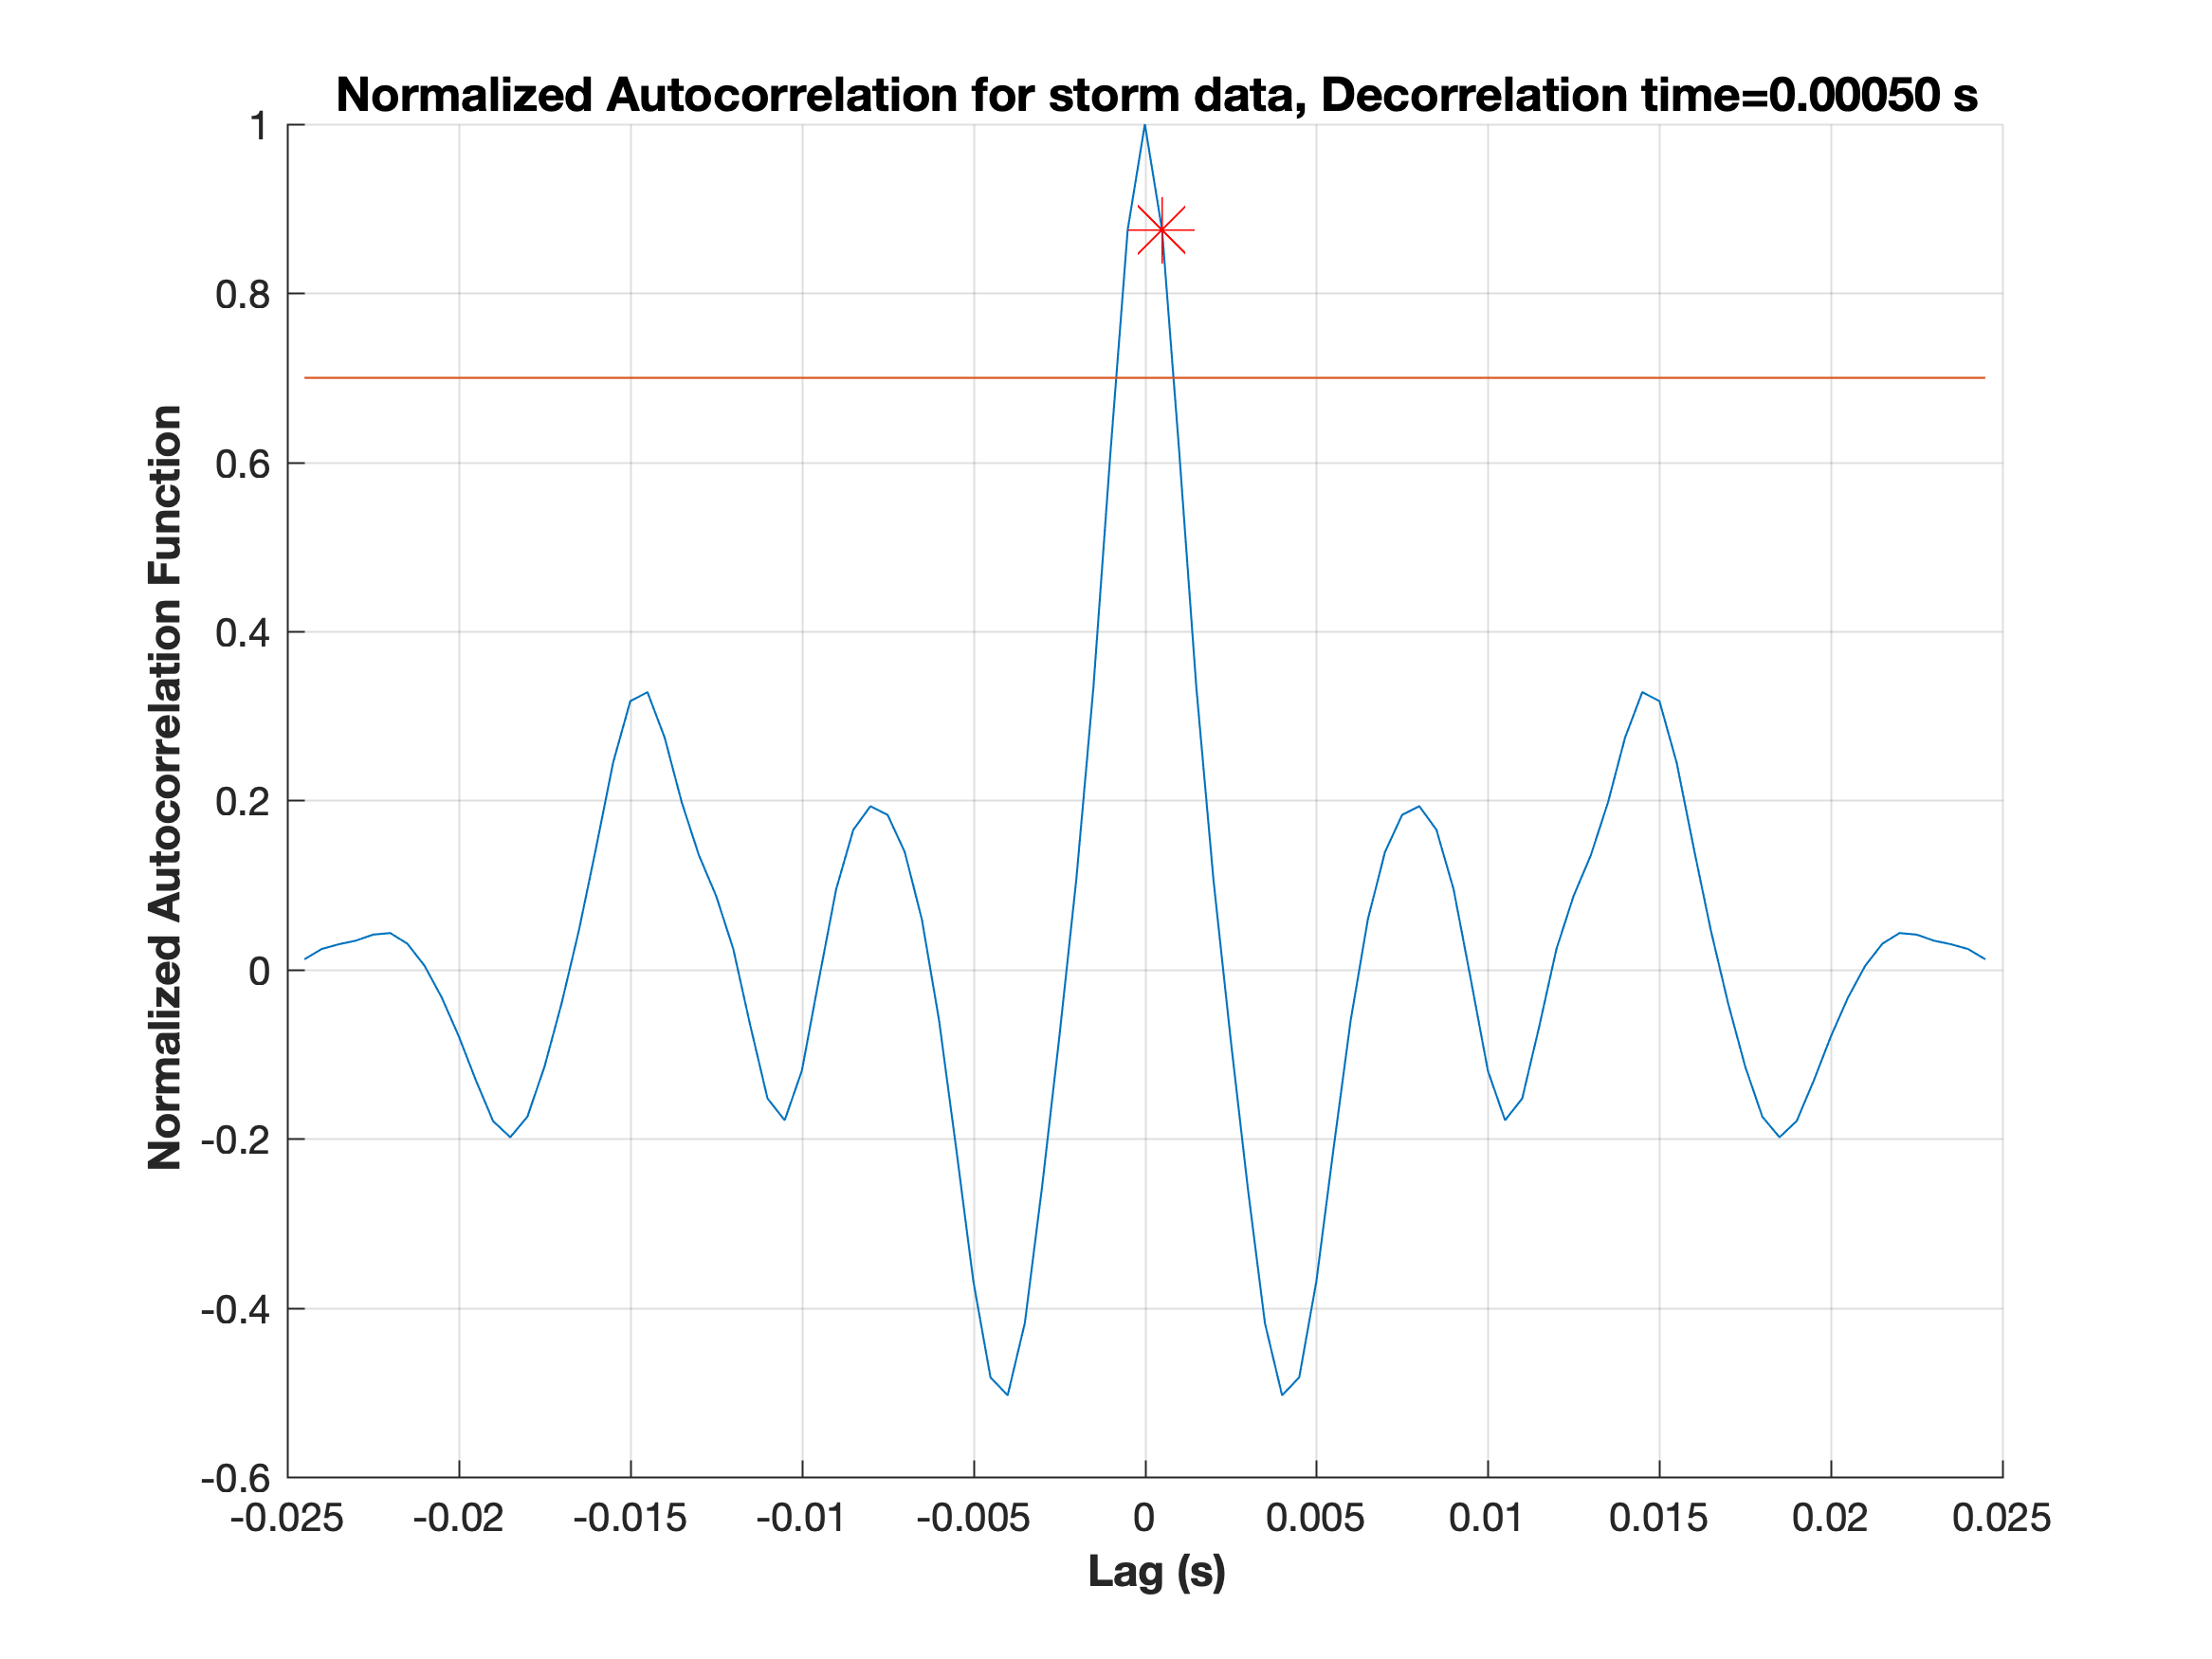 Normalized Autocorrelation for storm data, Decorrelation time=0.00050 s
1
0.8
0.6
0.4
0.2
0
-0.2
-0.4
-0.6
Normalized Autocorrelation Function
-0.025 -0.02 -0.015 -0.01 -0.005 0 0.005 0.01 0.015 0.02 0.025
Lag (s)